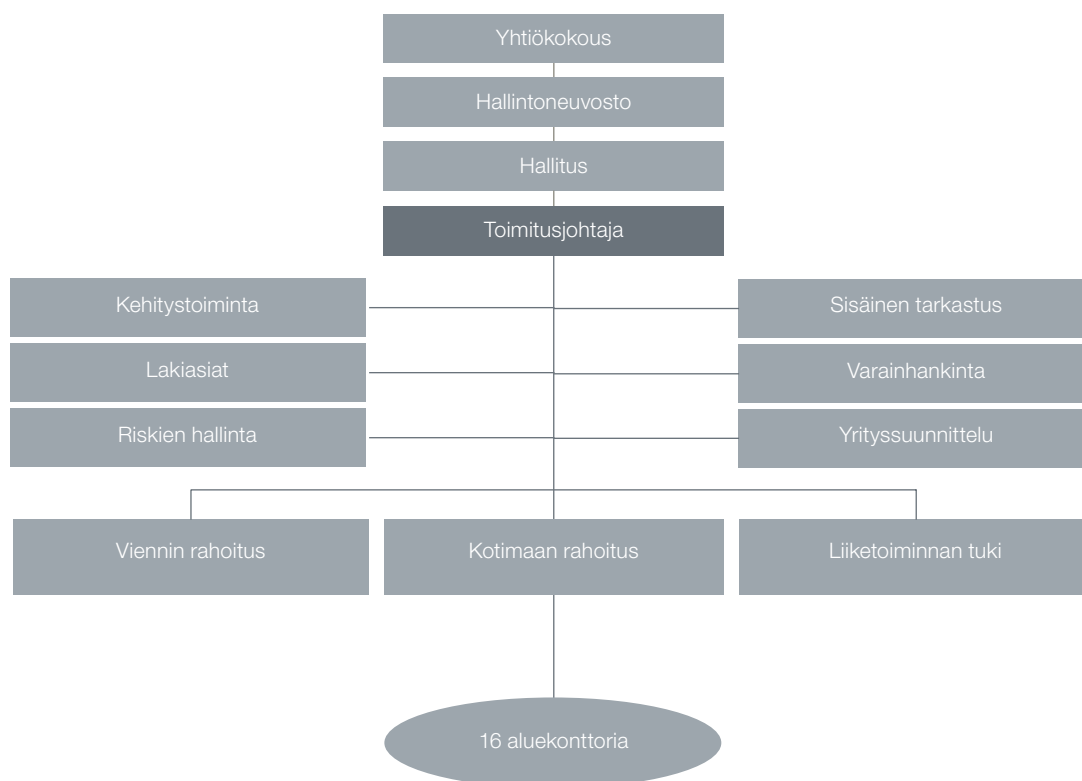 Yhtiökokous
Hallintoneuvosto
Hallitus
Toimitusjohtaja
Kehitystoiminta
Sisäinen tarkastus
Lakiasiat
Varainhankinta
Riskien hallinta
Yrityssuunnittelu
Viennin rahoitus
Kotimaan rahoitus
Liiketoiminnan tuki
16 aluekonttoria